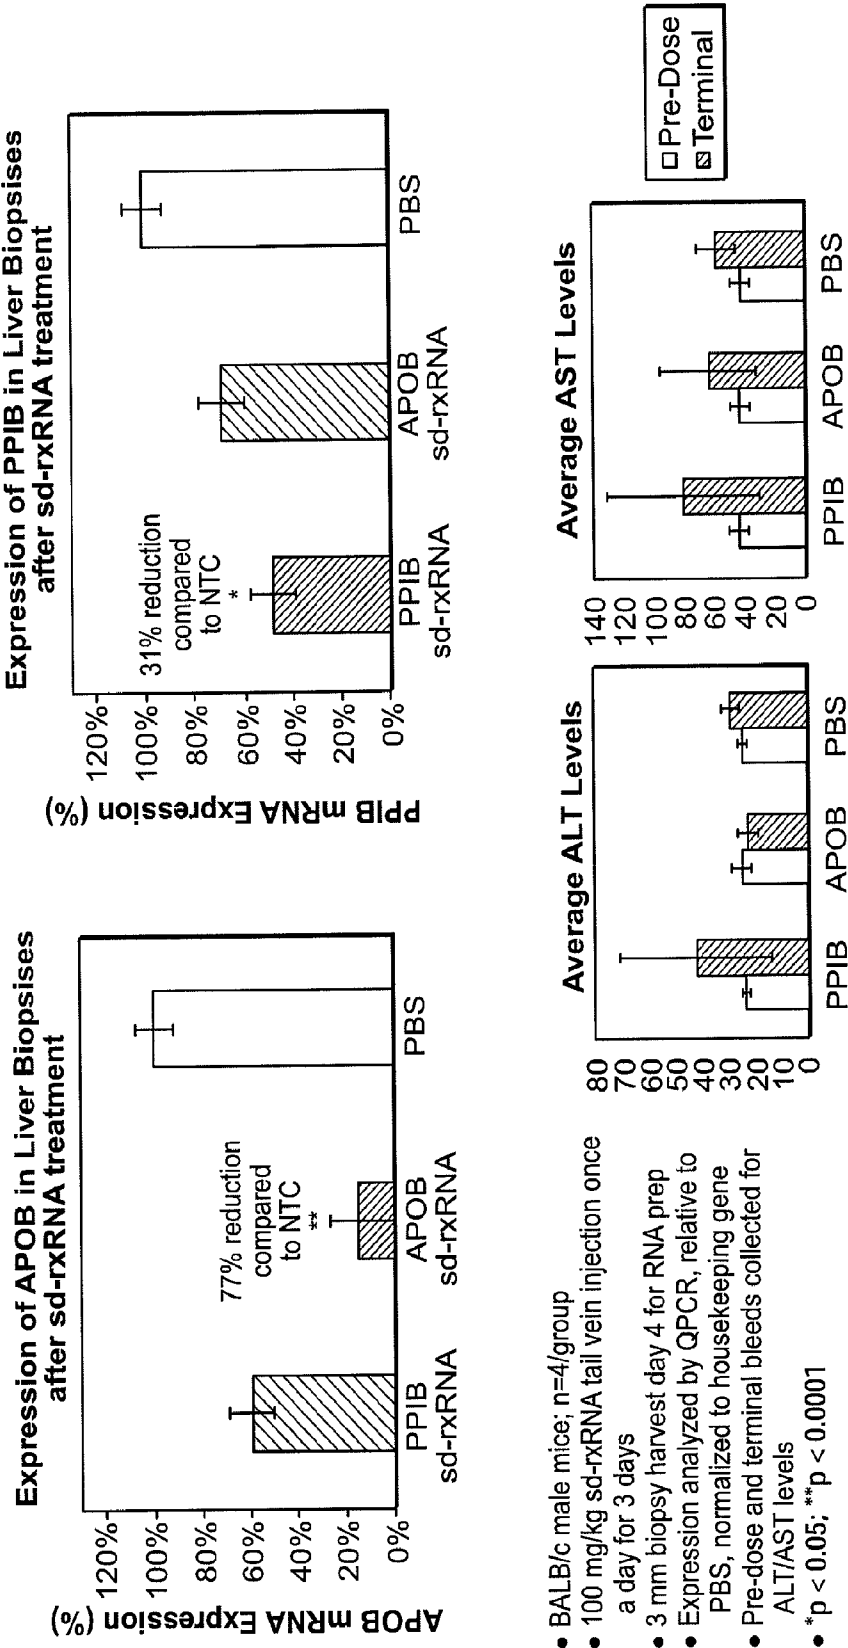 Expression of APOB in Liver Biopsises
after sd-rxRNA treatment
APOB mRNA Expression (%)
120%
100%
80%
60%
40%
20%
0%
77% reduction
compared
to NTC
**
PPIB
sd-rxRNA
APOB
sd-rxRNA
PBS
Expression of PPIB in Liver Biopsises
after sd-rxRNA treatment
PPIB mRNA Expression (%)
120%
100%
80%
60%
40%
20%
0%
31% reduction
compared
to NTC
*
PPIB
sd-rxRNA
APOB
sd-rxRNA
PBS
• BALB/c male mice; n=4/group
• 100 mg/kg sd-rxRNA tail vein injection once
a day for 3 days
• 3 mm biopsy harvest day 4 for RNA prep
• Expression analyzed by QPCR, relative to
PBS, normalized to housekeeping gene
• Pre-dose and terminal bleeds collected for
ALT/AST levels
• *p < 0.05; **p < 0.0001
Average ALT Levels
80
70
60
50
40
30
20
10
0
PPIB
APOB
PBS
Average AST Levels
140
120
100
80
60
40
20
0
PPIB
APOB
PBS
Pre-Dose
Terminal